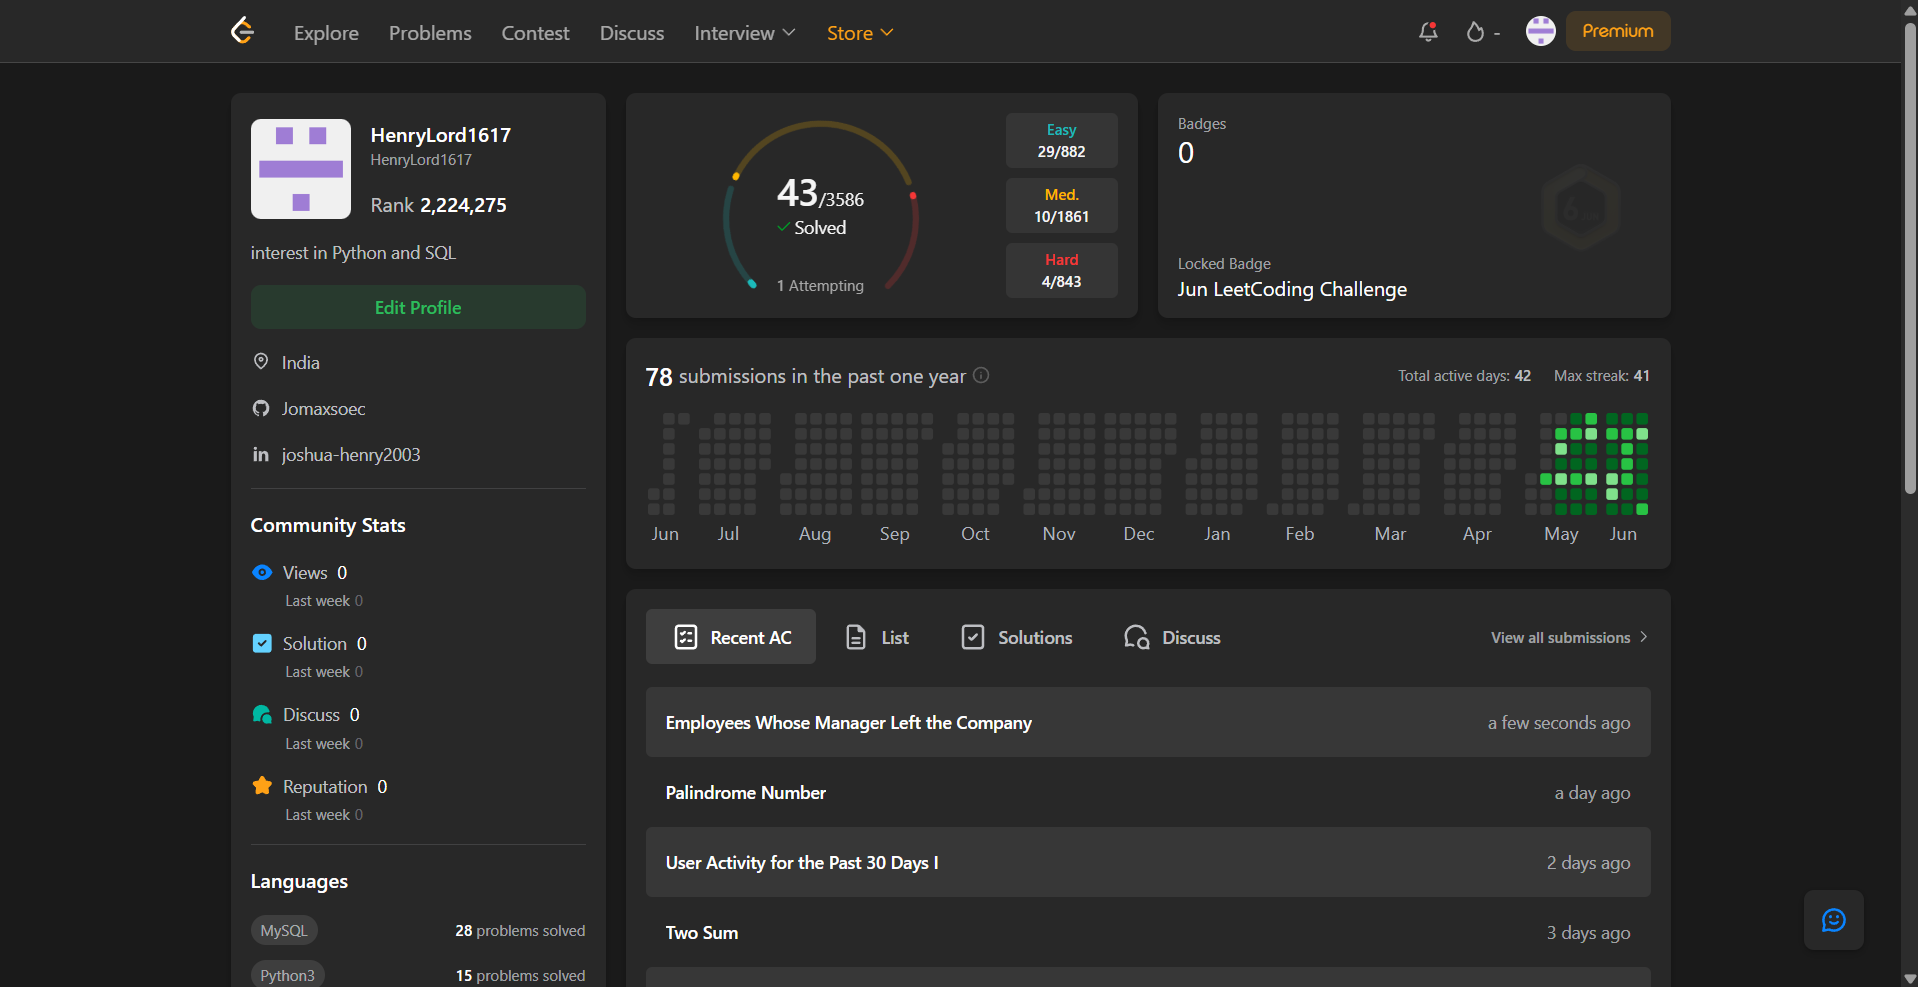 Explore Problems Contest Discuss Interview Store - Premium
HenryLord1617
HenryLord1617
Rank 2,224,275
interest in Python and SQL
Edit Profile
India
Jomaxsoec
joshua-henry2003
Community Stats
Views 0
Last week 0
Solution 0
Last week 0
Discuss 0
Last week 0
Reputation 0
Last week 0
Languages
MySQL 28 problems solved
Python3 15 problems solved
43/3586
Solved
1 Attempting
Easy
29/882
Med.
10/1861
Hard
4/843
Badges
0
Locked Badge
Jun LeetCoding Challenge
78 submissions in the past one year Total active days: 42 Max streak: 41
Jun Jul Aug Sep Oct Nov Dec Jan Feb Mar Apr May Jun
Recent AC List Solutions Discuss View all submissions
Employees Whose Manager Left the Company a few seconds ago
Palindrome Number a day ago
User Activity for the Past 30 Days I 2 days ago
Two Sum 3 days ago